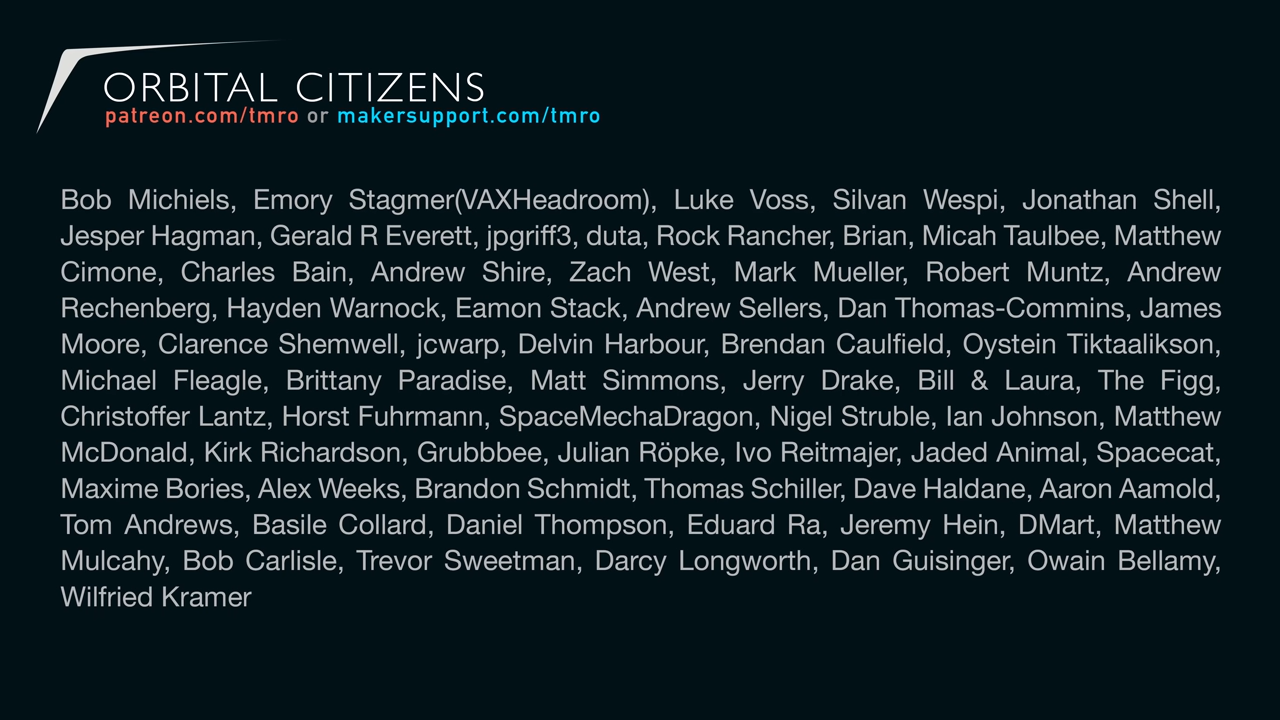 ORBITAL CITIZENS
patreon.com/tmro or makersupport.com/tmro
Bob Michiels, Emory Stagmer(VAXHeadroom), Luke Voss, Silvan Wespi, Jonathan Shell,
Jesper Hagman, Gerald R Everett, jpgriff3, duta, Rock Rancher, Brian, Micah Taulbee, Matthew
Cimone, Charles Bain, Andrew Shire, Zach West, Mark Mueller, Robert Muntz, Andrew
Rechenberg, Hayden Warnock, Eamon Stack, Andrew Sellers, Dan Thomas-Commins, James
Moore, Clarence Shemwell, jcwarp, Delvin Harbour, Brendan Caulfield, Oystein Tiktaalikson,
Michael Fleagle, Brittany Paradise, Matt Simmons, Jerry Drake, Bill & Laura, The Figg,
Christoffer Lantz, Horst Fuhrmann, SpaceMechaDragon, Nigel Struble, Ian Johnson, Matthew
McDonald, Kirk Richardson, Grubbbee, Julian Röpke, Ivo Reitmajer, Jaded Animal, Spacecat,
Maxime Bories, Alex Weeks, Brandon Schmidt, Thomas Schiller, Dave Haldane, Aaron Aamold,
Tom Andrews, Basile Collard, Daniel Thompson, Eduard Ra, Jeremy Hein, DMart, Matthew
Mulcahy, Bob Carlisle, Trevor Sweetman, Darcy Longworth, Dan Guisinger, Owain Bellamy,
Wilfried Kramer